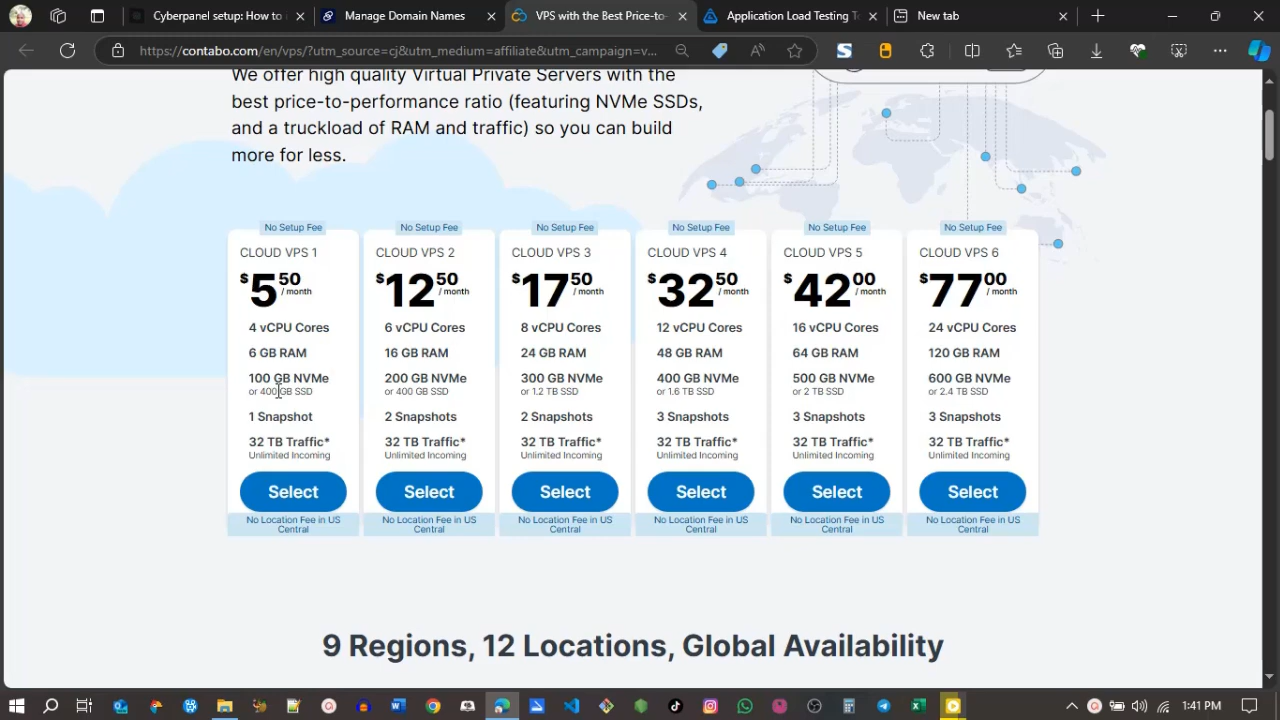 Cyberpanel setup: How to
Manage Domain Names
VPS with the Best Price-to-
Application Load Testing T
New tab
https://contabo.com/en/vps/?utm_source=cj&utm_medium=affiliate&utm_campaign=v...
We offer high quality Virtual Private Servers with the
best price-to-performance ratio (featuring NVMe SSDs,
and a truckload of RAM and traffic) so you can build
more for less.
No Setup Fee
CLOUD VPS 1
$5.50 / month
4 vCPU Cores
6 GB RAM
100 GB NVMe
or 400 GB SSD
1 Snapshot
32 TB Traffic*
Unlimited Incoming
Select
No Location Fee in US
Central
No Setup Fee
CLOUD VPS 2
$12.50 / month
6 vCPU Cores
16 GB RAM
200 GB NVMe
or 400 GB SSD
2 Snapshots
32 TB Traffic*
Unlimited Incoming
Select
No Location Fee in US
Central
No Setup Fee
CLOUD VPS 3
$17.50 / month
8 vCPU Cores
24 GB RAM
300 GB NVMe
or 1.2 TB SSD
2 Snapshots
32 TB Traffic*
Unlimited Incoming
Select
No Location Fee in US
Central
No Setup Fee
CLOUD VPS 4
$32.50 / month
12 vCPU Cores
48 GB RAM
400 GB NVMe
or 1.6 TB SSD
3 Snapshots
32 TB Traffic*
Unlimited Incoming
Select
No Location Fee in US
Central
No Setup Fee
CLOUD VPS 5
$42.00 / month
16 vCPU Cores
64 GB RAM
500 GB NVMe
or 2 TB SSD
3 Snapshots
32 TB Traffic*
Unlimited Incoming
Select
No Location Fee in US
Central
No Setup Fee
CLOUD VPS 6
$77.00 / month
24 vCPU Cores
120 GB RAM
600 GB NVMe
or 2.4 TB SSD
3 Snapshots
32 TB Traffic*
Unlimited Incoming
Select
No Location Fee in US
Central
9 Regions, 12 Locations, Global Availability
1:41 PM